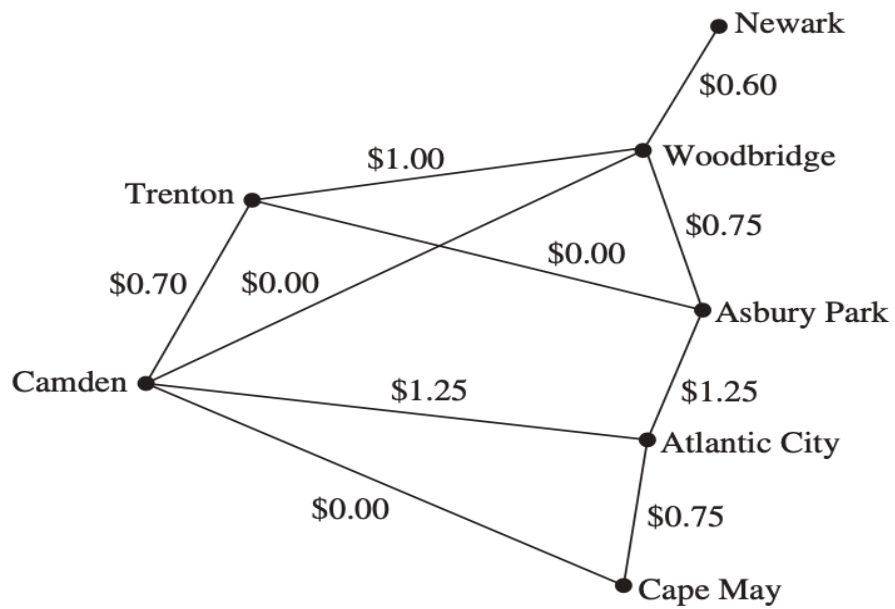 Newark
$0.60
$1.00
Woodbridge
Trenton
$0.75
$0.00
$0.70
$0.00
Asbury Park
Camden
$1.25
$1.25
Atlantic City
$0.00
$0.75
Cape May